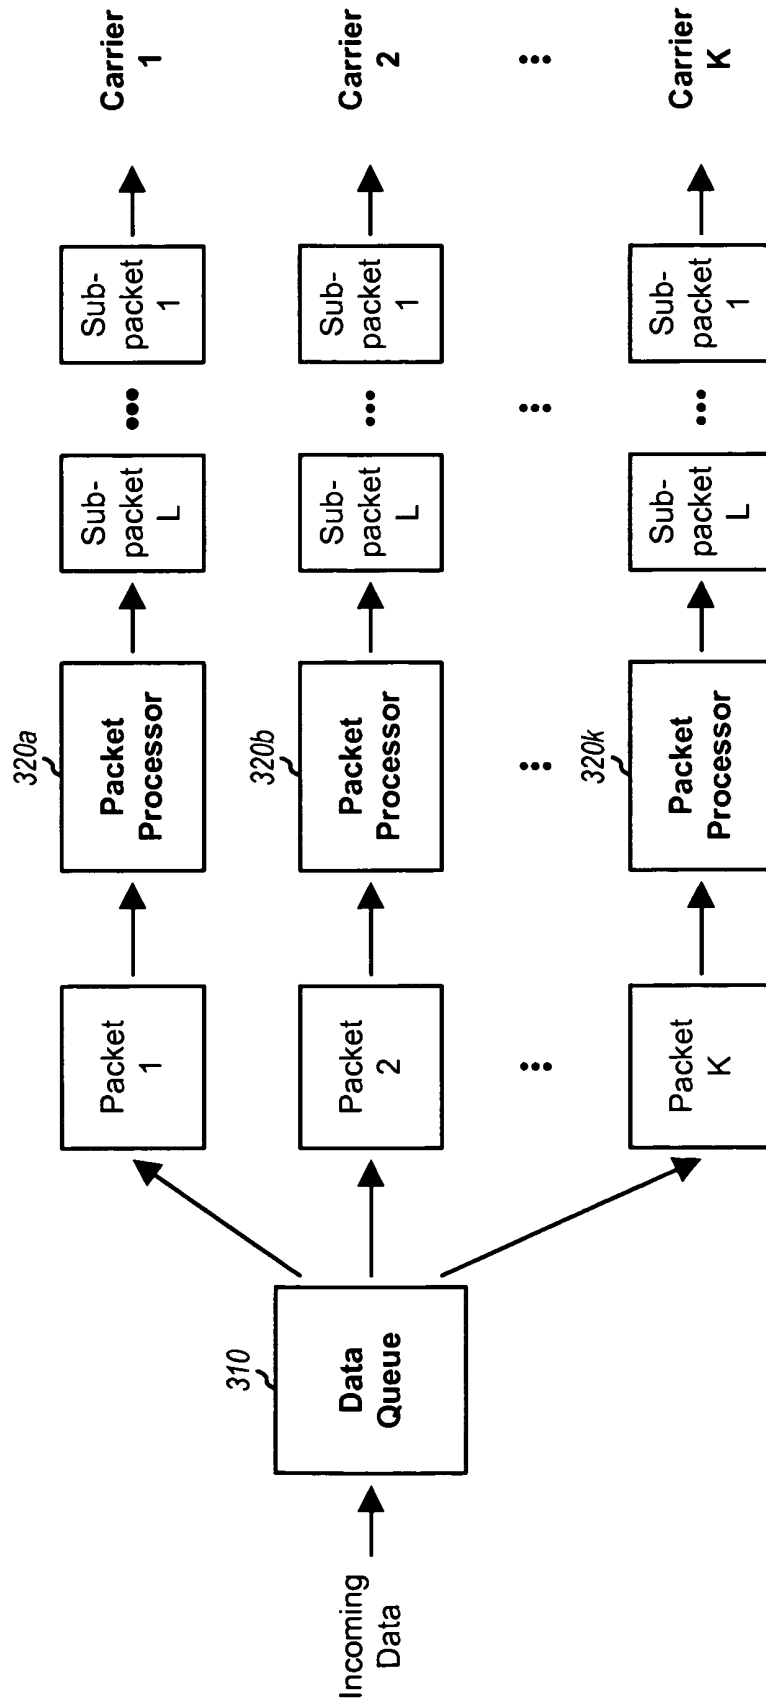 Incoming
Data
310
Data
Queue
Packet
1
320a
Packet
Processor
Sub-
packet
L
Sub-
packet
1
Carrier
1
Packet
2
320b
Packet
Processor
Sub-
packet
L
Sub-
packet
1
Carrier
2
Packet
K
320k
Packet
Processor
Sub-
packet
L
Sub-
packet
1
Carrier
K